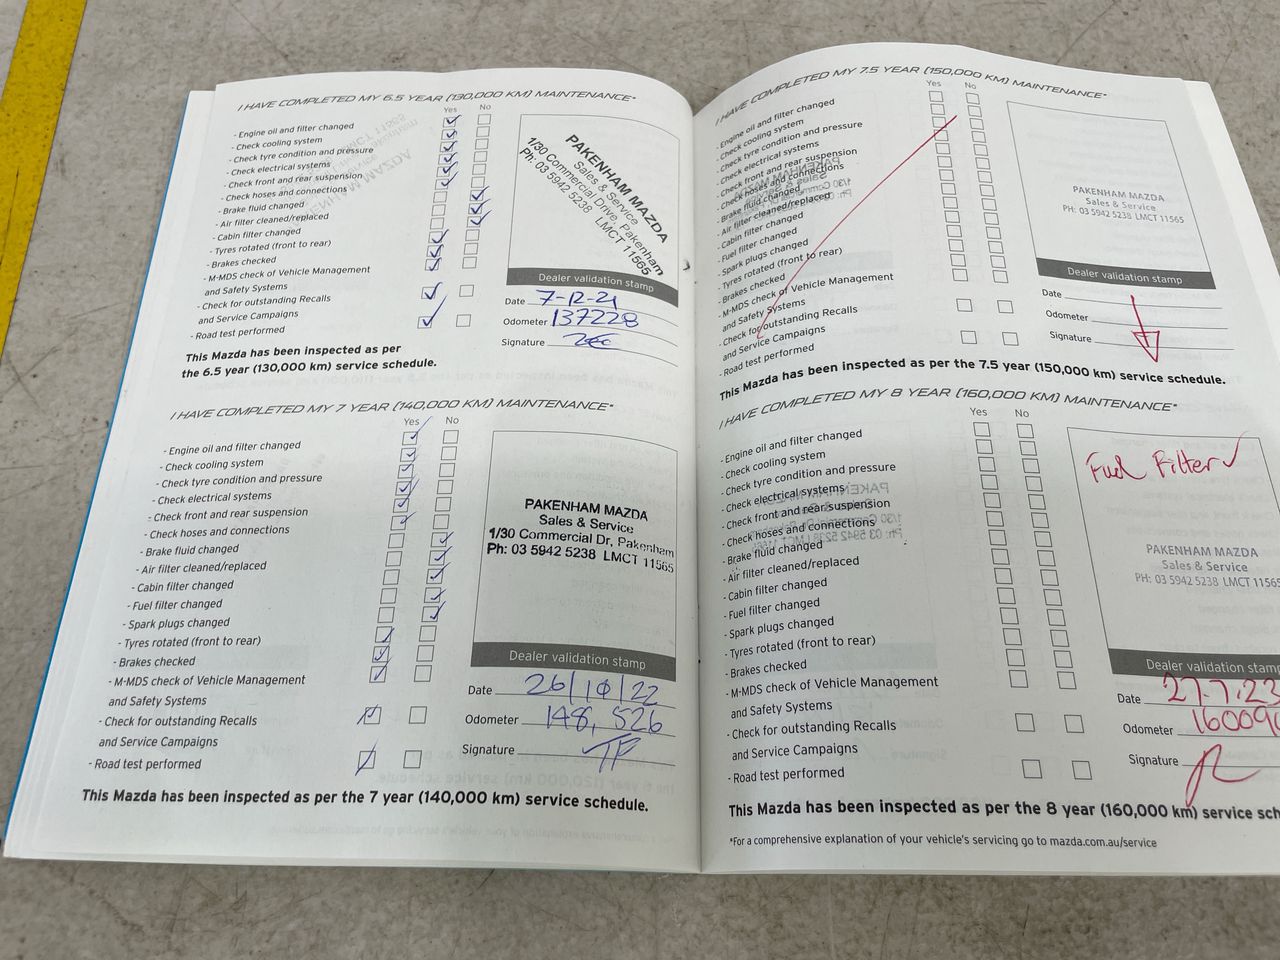 I HAVE COMPLETED MY 6.5 YEAR (130,000 KM) MAINTENANCE*
Yes No
- Engine oil and filter changed
- Check cooling system
- Check tyre condition and pressure
- Check electrical systems
- Check front and rear suspension
- Check hoses and connections
- Brake fluid changed
- Air filter cleaned/replaced
- Cabin filter changed
- Tyres rotated (front to rear)
- Brakes checked
- M-MDS check of Vehicle Management
and Safety Systems
- Check for outstanding Recalls
and Service Campaigns
- Road test performed
PAKENHAM MAZDA
Sales & Service
1/30 Commercial Drive, Pakenham
Ph: 03 5942 5238 LMCT 11565
Dealer validation stamp
Date 7-12-21
Odometer 137228
Signature
This Mazda has been inspected as per
the 6.5 year (130,000 km) service schedule.
I HAVE COMPLETED MY 7 YEAR (140,000 KM) MAINTENANCE*
Yes No
- Engine oil and filter changed
- Check cooling system
- Check tyre condition and pressure
- Check electrical systems
- Check front and rear suspension
- Check hoses and connections
- Brake fluid changed
- Air filter cleaned/replaced
- Cabin filter changed
- Fuel filter changed
- Spark plugs changed
- Tyres rotated (front to rear)
- Brakes checked
- M-MDS check of Vehicle Management
and Safety Systems
- Check for outstanding Recalls
and Service Campaigns
- Road test performed
PAKENHAM MAZDA
Sales & Service
1/30 Commercial Dr, Pakenham
Ph: 03 5942 5238 LMCT 11565
Dealer validation stamp
Date 26/10/22
Odometer 148,526
Signature
This Mazda has been inspected as per the 7 year (140,000 km) service schedule.
I HAVE COMPLETED MY 7.5 YEAR (150,000 KM) MAINTENANCE*
Yes No
- Engine oil and filter changed
- Check cooling system
- Check tyre condition and pressure
- Check electrical systems
- Check front and rear suspension
- Check hoses and connections
- Brake fluid changed
- Air filter cleaned/replaced
- Cabin filter changed
- Fuel filter changed
- Spark plugs changed
- Tyres rotated (front to rear)
- Brakes checked
- M-MDS check of Vehicle Management
and Safety Systems
- Check for outstanding Recalls
and Service Campaigns
- Road test performed
PAKENHAM MAZDA
Sales & Service
PH: 03 5942 5238 LMCT 11565
Dealer validation stamp
Date
Odometer
Signature
This Mazda has been inspected as per the 7.5 year (150,000 km) service schedule.
I HAVE COMPLETED MY 8 YEAR (160,000 KM) MAINTENANCE*
Yes No
- Engine oil and filter changed
- Check cooling system
- Check tyre condition and pressure
- Check electrical systems
- Check front and rear suspension
- Check hoses and connections
- Brake fluid changed
- Air filter cleaned/replaced
- Cabin filter changed
- Fuel filter changed
- Spark plugs changed
- Tyres rotated (front to rear)
- Brakes checked
- M-MDS check of Vehicle Management
and Safety Systems
- Check for outstanding Recalls
and Service Campaigns
- Road test performed
Fuel Filter
PAKENHAM MAZDA
Sales & Service
PH: 03 5942 5238 LMCT 1156
Dealer validation stamp
Date 27.7.23
Odometer 16009
Signature
This Mazda has been inspected as per the 8 year (160,000 km) service sch
*For a comprehensive explanation of your vehicle's servicing go to mazda.com.au/service